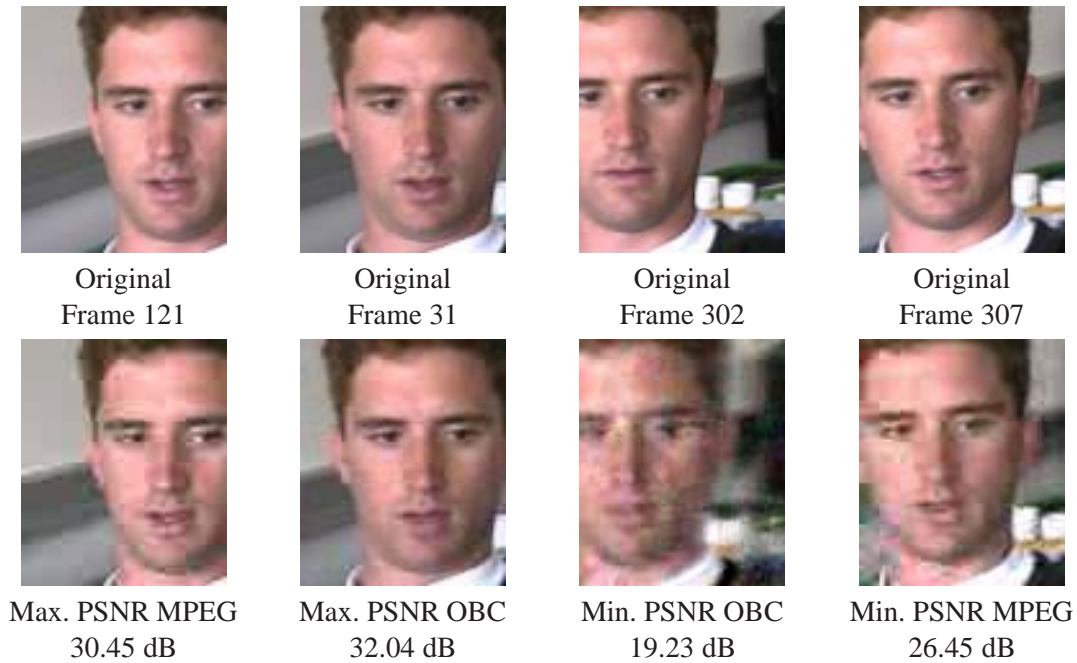 Original
Frame 121
Original
Frame 31
Original
Frame 302
Original
Frame 307
Max. PSNR MPEG
30.45 dB
Max. PSNR OBC
32.04 dB
Min. PSNR OBC
19.23 dB
Min. PSNR MPEG
26.45 dB